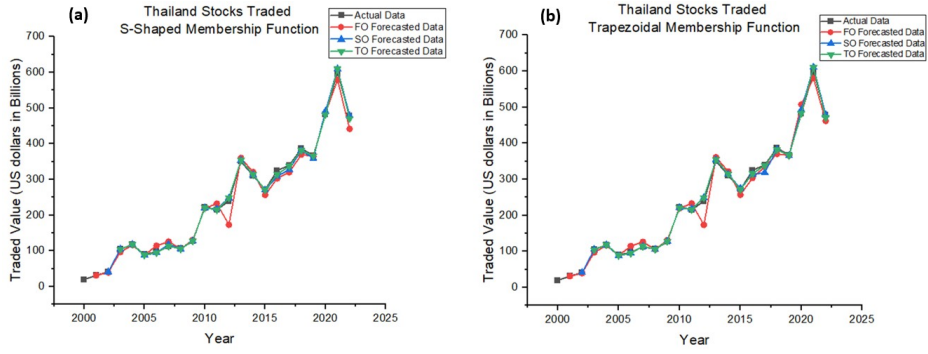 (a)
Thailand Stocks Traded
S-Shaped Membership Function
Actual Data
FO Forecasted Data
SO Forecasted Data
TO Forecasted Data
Traded Value (US dollars in Billions)
700
600
500
400
300
200
100
0
2000 2005 2010 2015 2020 2025
Year
(b)
Thailand Stocks Traded
Trapezoidal Membership Function
Actual Data
FO Forecasted Data
SO Forecasted Data
TO Forecasted Data
Traded Value (US dollars in Billions)
700
600
500
400
300
200
100
0
2000 2005 2010 2015 2020 2025
Year